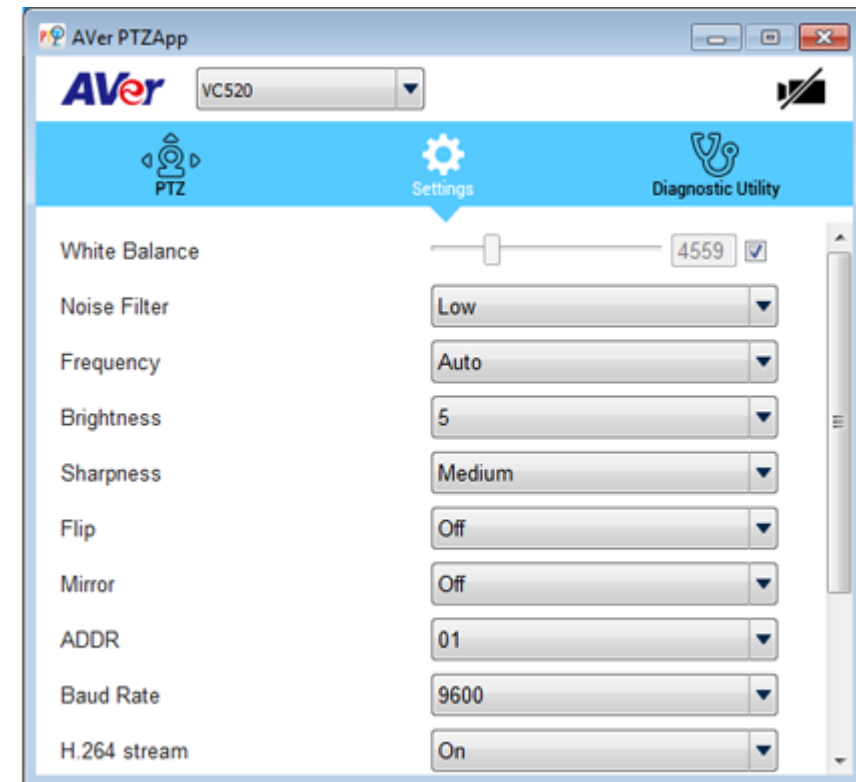 AVer PTZApp
AVer VC520
PTZ Settings Diagnostic Utility
White Balance 4559
Noise Filter Low
Frequency Auto
Brightness 5
Sharpness Medium
Flip Off
Mirror Off
ADDR 01
Baud Rate 9600
H.264 stream On